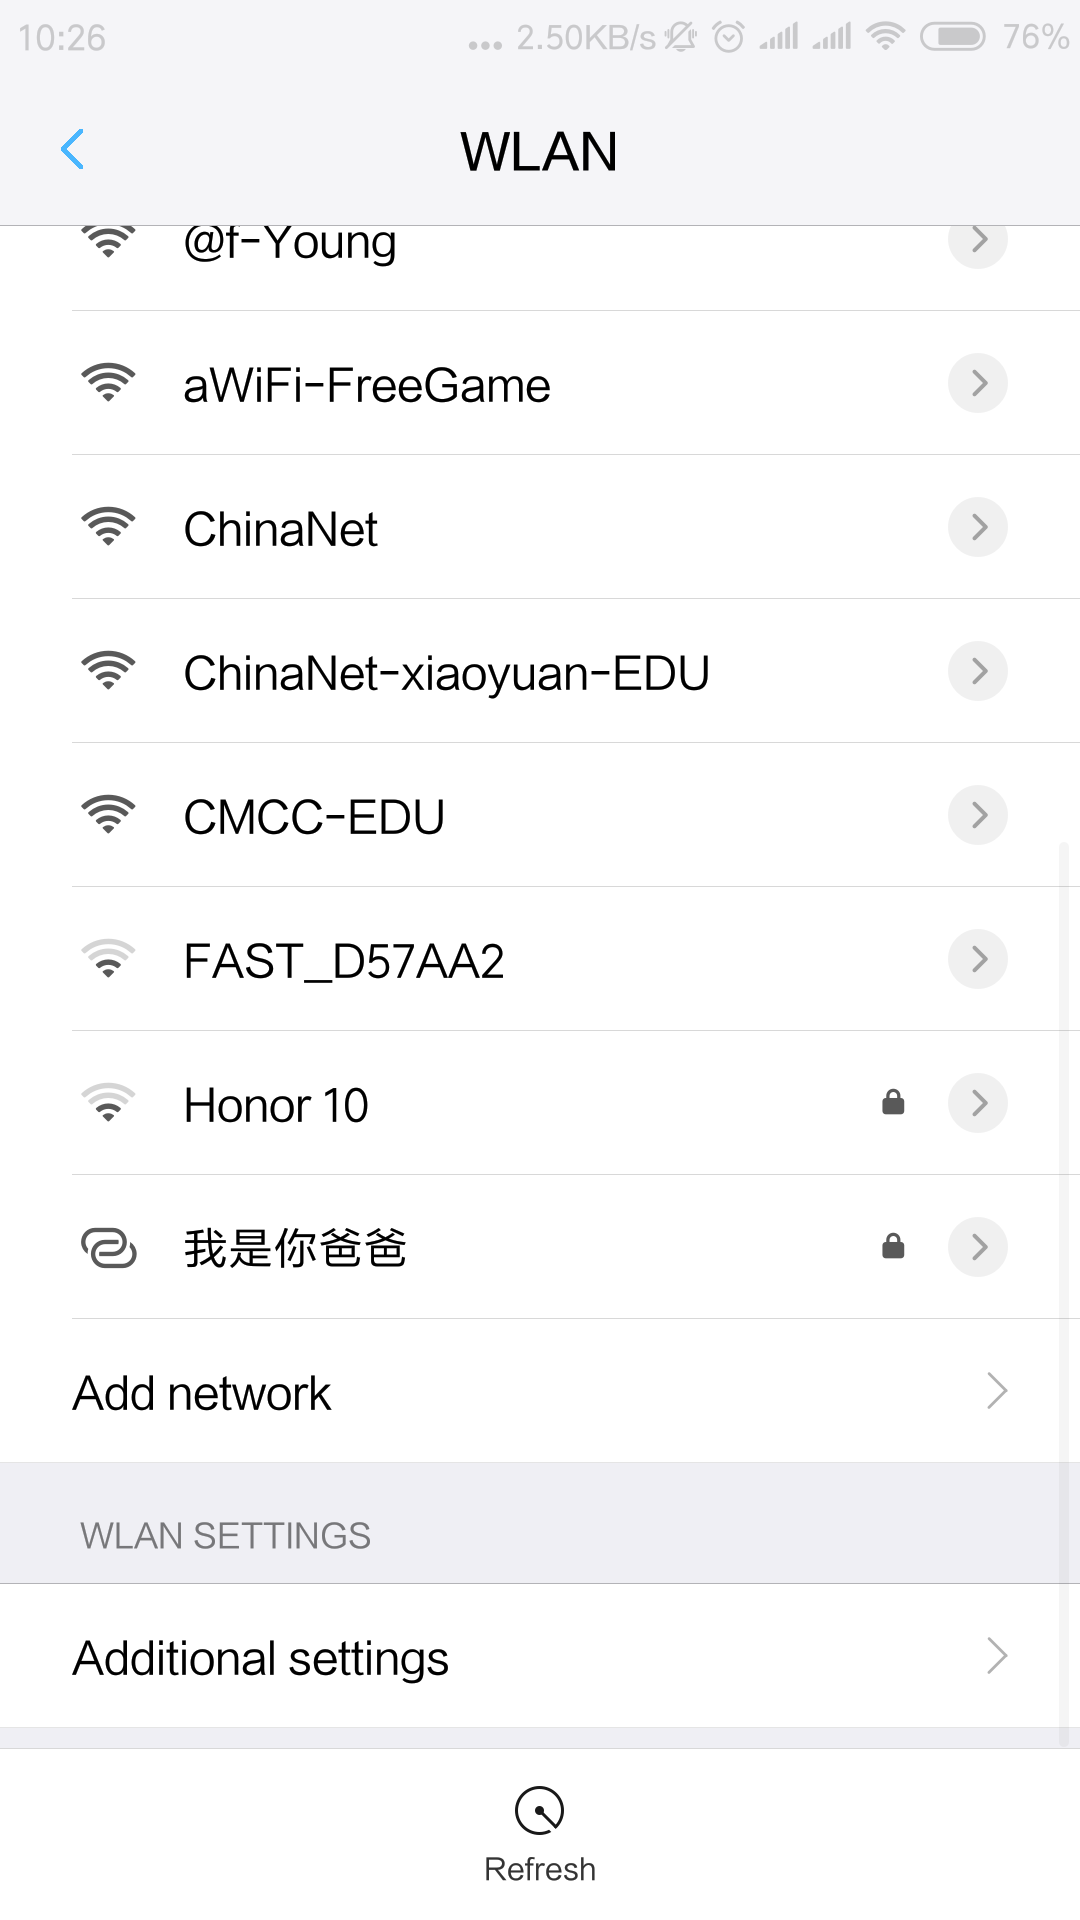 10:26
... 2.50KB/s 76%
WLAN
@f-Young
aWiFi-FreeGame
ChinaNet
ChinaNet-xiaoyuan-EDU
CMCC-EDU
FAST_D57AA2
Honor 10
我是你爸爸
Add network
WLAN SETTINGS
Additional settings
Refresh